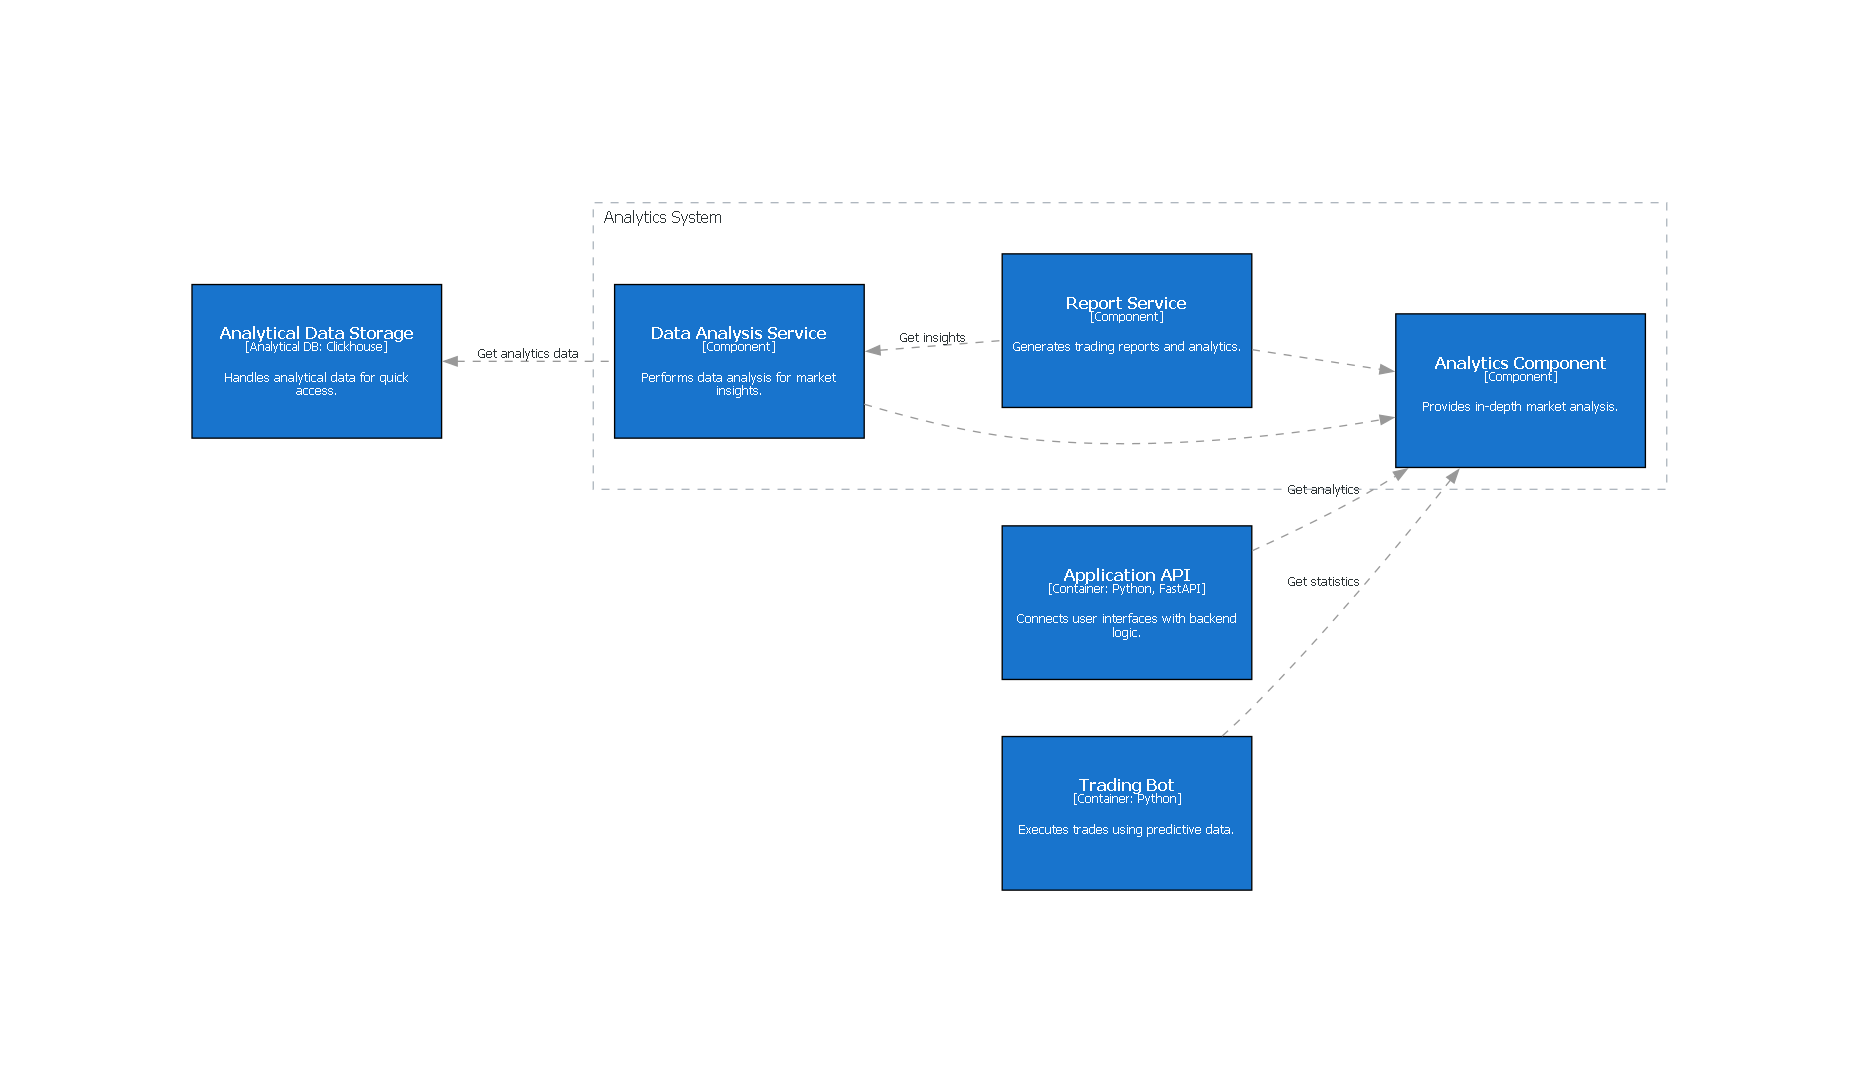 Analytics System
Analytical Data Storage
[Analytical DB: Clickhouse]
Handles analytical data for quick
access.
Get analytics data
Data Analysis Service
[Component]
Performs data analysis for market
insights.
Get insights
Report Service
[Component]
Generates trading reports and analytics.
Analytics Component
[Component]
Provides in-depth market analysis.
Get analytics
Application API
[Container: Python, FastAPI]
Connects user interfaces with backend
logic.
Get statistics
Trading Bot
[Container: Python]
Executes trades using predictive data.